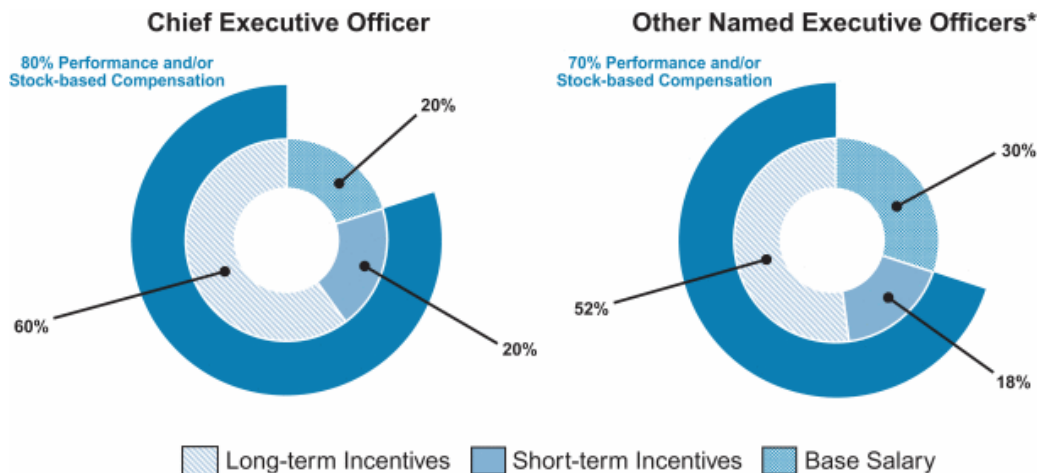 Chief Executive Officer
80% Performance and/or
Stock-based Compensation
20%
60%
20%
Other Named Executive Officers*
70% Performance and/or
Stock-based Compensation
30%
52%
18%
Long-term Incentives
Short-term Incentives
Base Salary